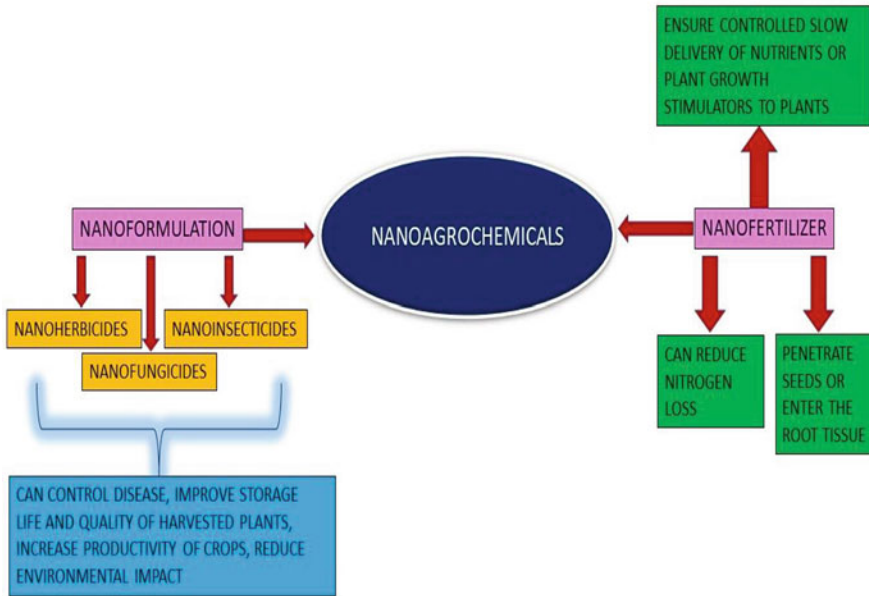 ENSURE CONTROLLED SLOW
DELIVERY OF NUTRIENTS OR
PLANT GROWTH
STIMULATORS TO PLANTS
NANOFORMULATION
NANOAGROCHEMICALS
NANOFERTILIZER
NANOHERBICIDES
NANOINSECTICIDES
NANOFUNGICIDES
CAN REDUCE
NITROGEN
LOSS
PENETRATE
SEEDS OR
ENTER THE
ROOT TISSUE
CAN CONTROL DISEASE, IMPROVE STORAGE
LIFE AND QUALITY OF HARVESTED PLANTS,
INCREASE PRODUCTIVITY OF CROPS, REDUCE
ENVIRONMENTAL IMPACT